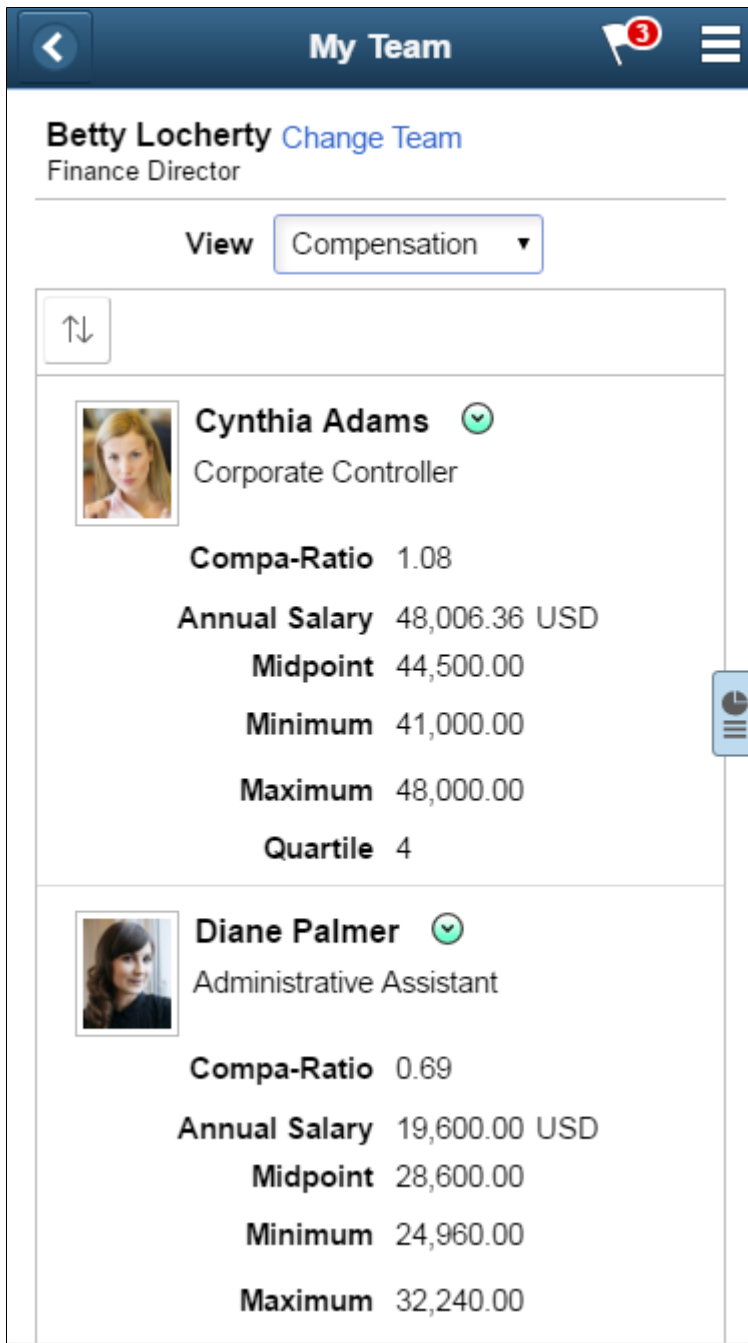 My Team
3
Betty Locherty Change Team
Finance Director
View Compensation
Cynthia Adams
Corporate Controller
Compa-Ratio 1.08
Annual Salary 48,006.36 USD
Midpoint 44,500.00
Minimum 41,000.00
Maximum 48,000.00
Quartile 4
Diane Palmer
Administrative Assistant
Compa-Ratio 0.69
Annual Salary 19,600.00 USD
Midpoint 28,600.00
Minimum 24,960.00
Maximum 32,240.00